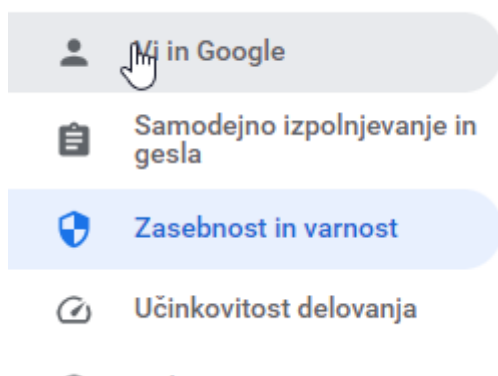 Vi in Google
Samodejno izpolnjevanje in
gesla
Zasebnost in varnost
Učinkovitost delovanja